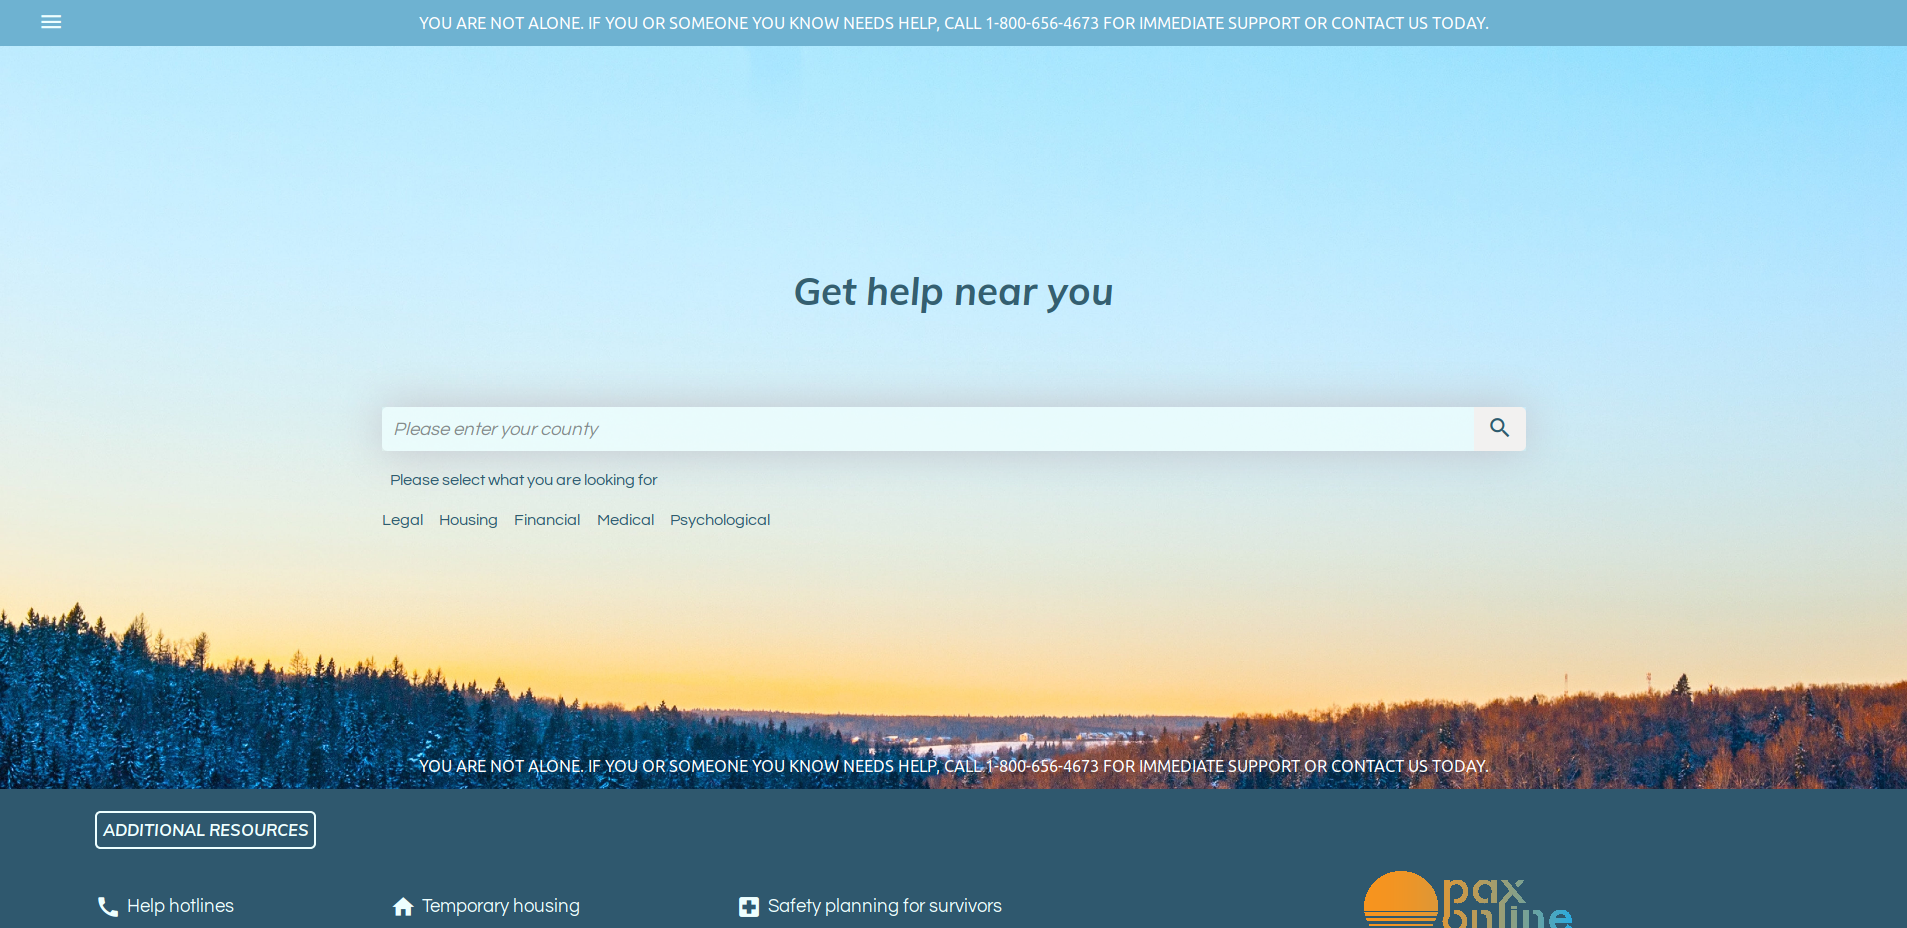 YOU ARE NOT ALONE. IF YOU OR SOMEONE YOU KNOW NEEDS HELP, CALL 1-800-656-4673 FOR IMMEDIATE SUPPORT OR CONTACT US TODAY.
Get help near you
Please enter your county
Please select what you are looking for
Legal Housing Financial Medical Psychological
YOU ARE NOT ALONE. IF YOU OR SOMEONE YOU KNOW NEEDS HELP, CALL 1-800-656-4673 FOR IMMEDIATE SUPPORT OR CONTACT US TODAY.
ADDITIONAL RESOURCES
Help hotlines Temporary housing Safety planning for survivors
pax
online